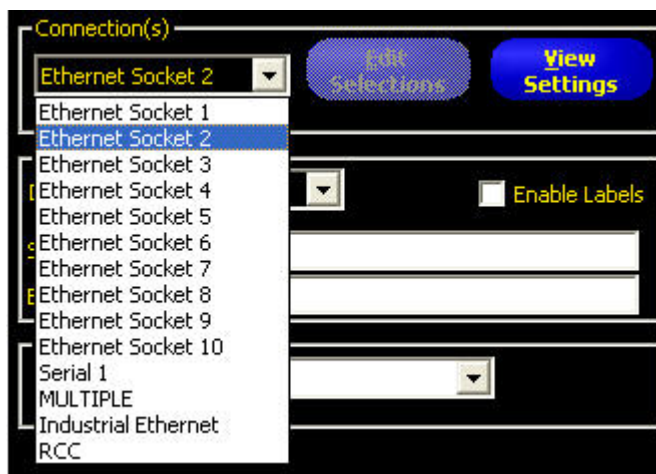 Connection(s)
Ethernet Socket 2
Edit Selections
View Settings
Ethernet Socket 1
Ethernet Socket 2
Ethernet Socket 3
Ethernet Socket 4
Ethernet Socket 5
Ethernet Socket 6
Ethernet Socket 7
Ethernet Socket 8
Ethernet Socket 9
Ethernet Socket 10
Serial 1
MULTIPLE
Industrial Ethernet
RCC
Enable Labels